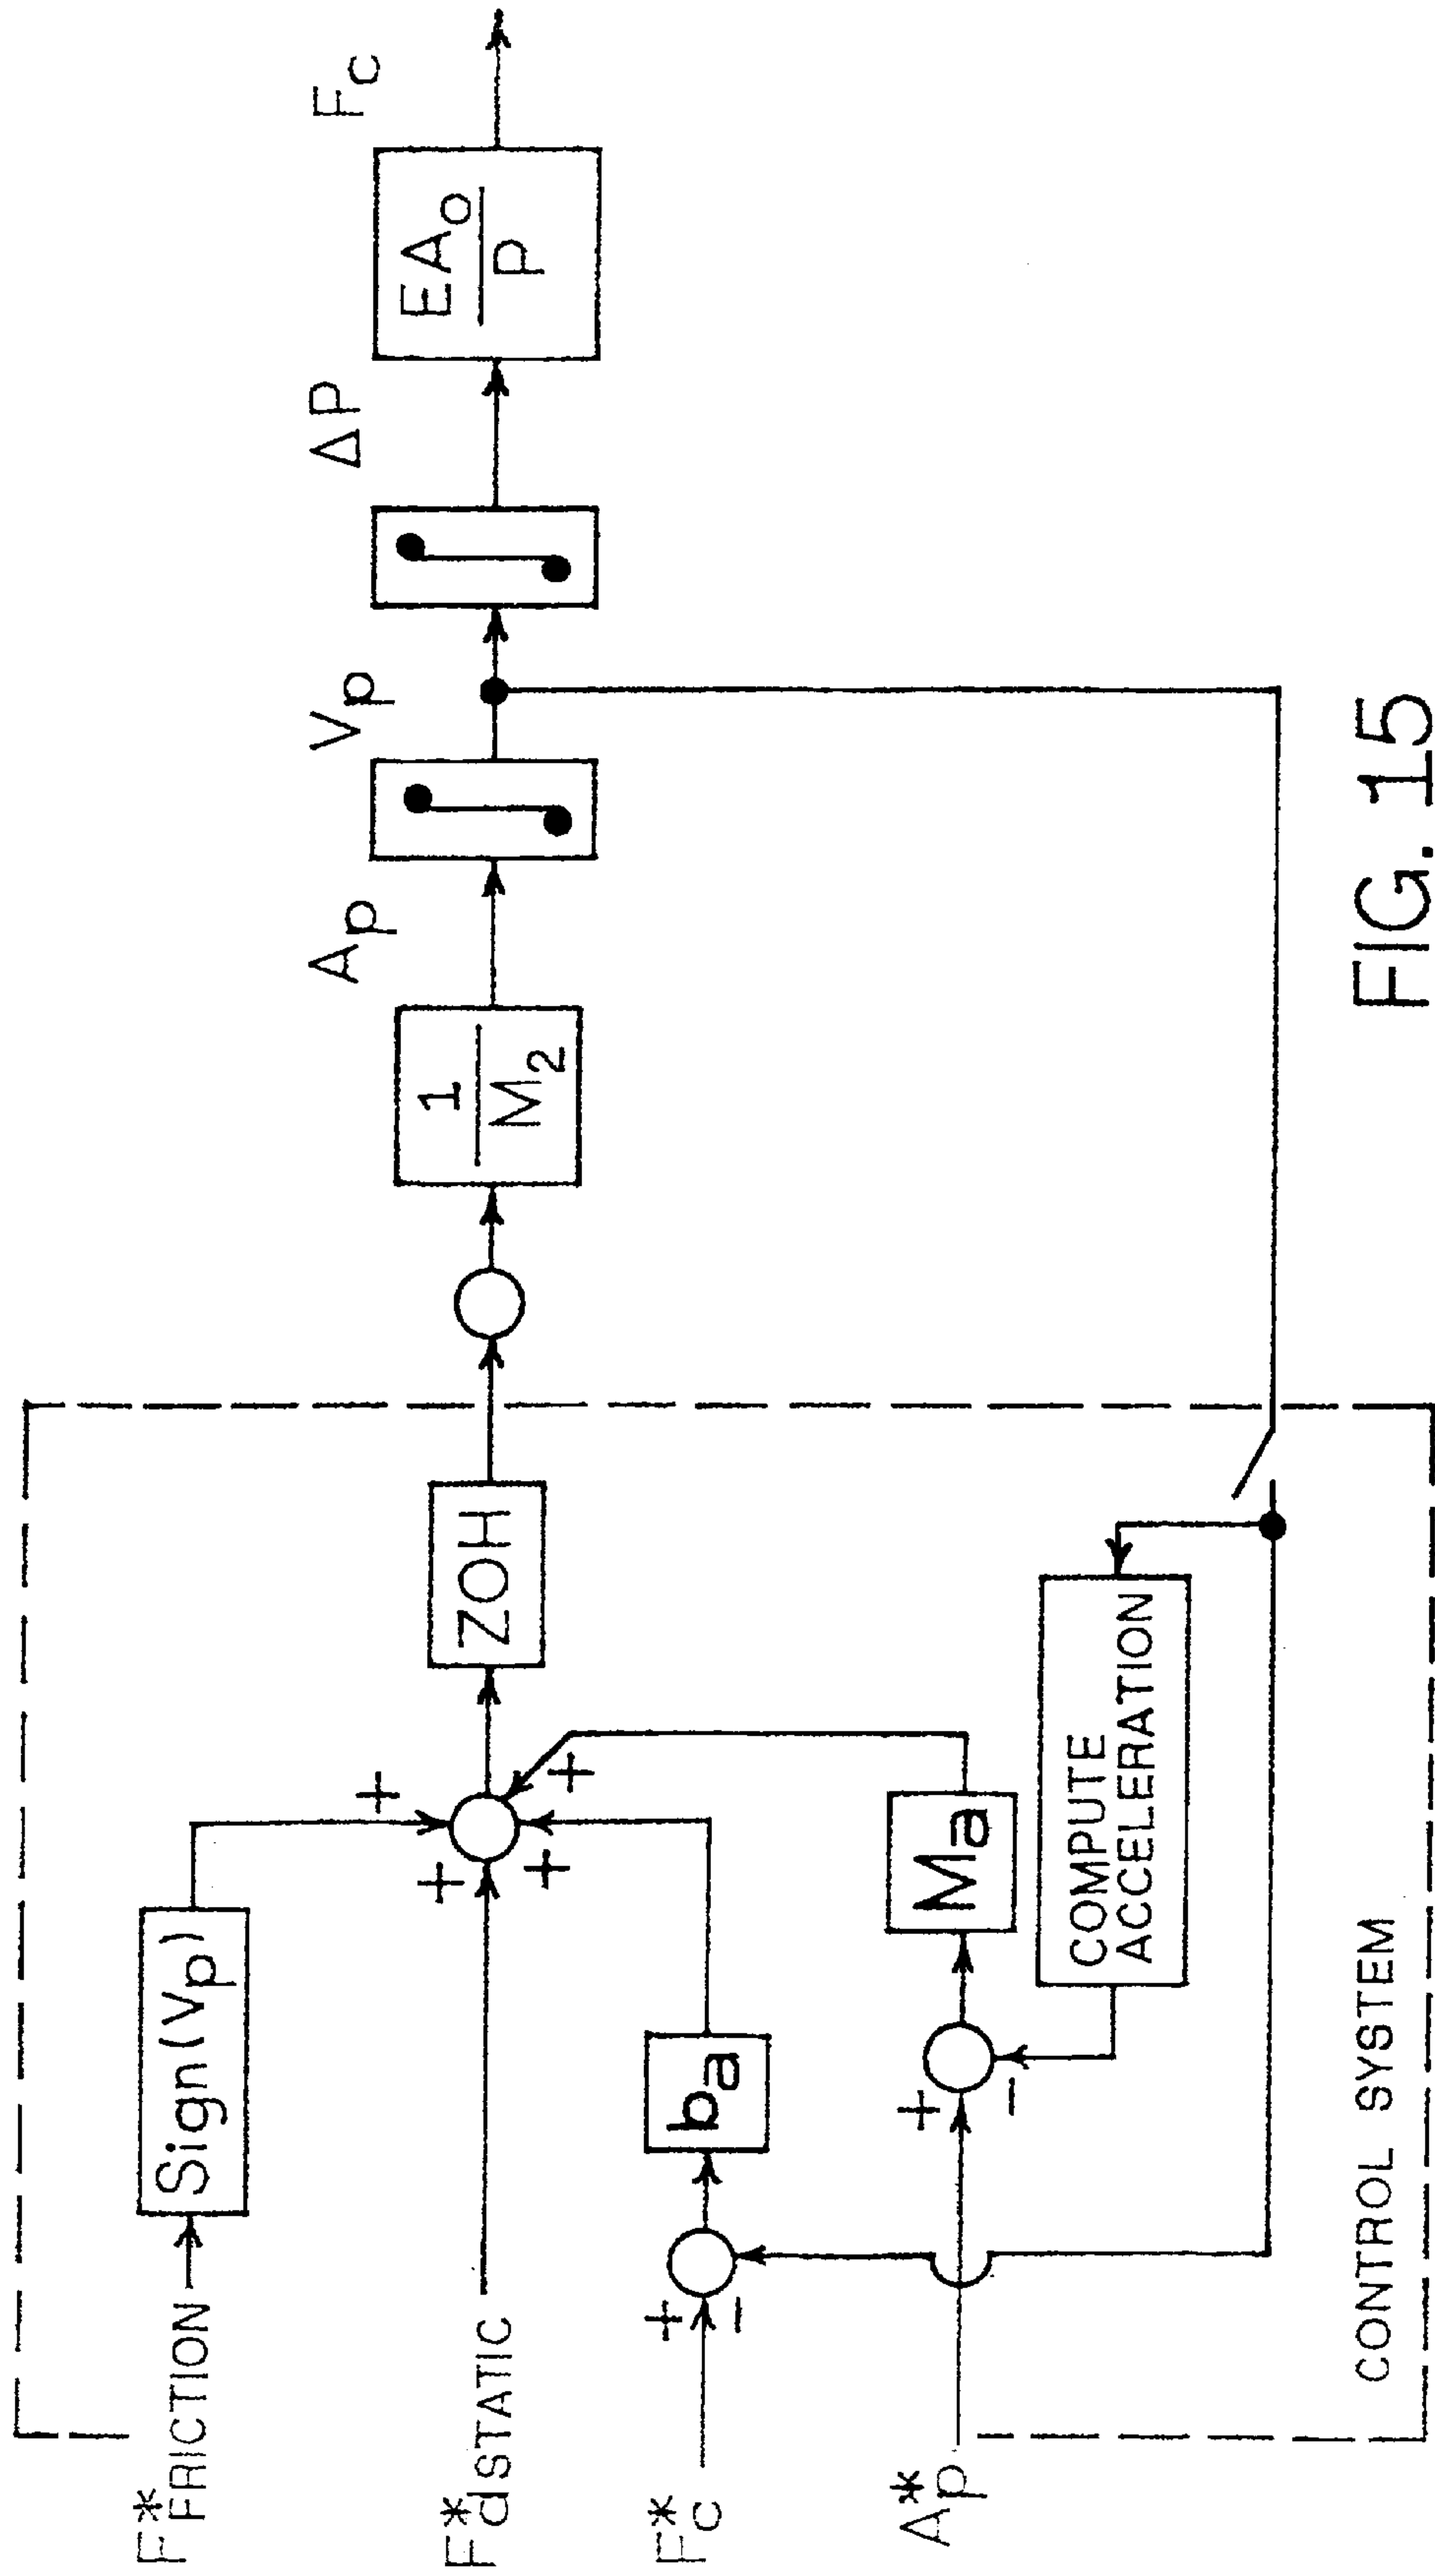 F*FRICTION
Sign(Vp)
F*dSTATIC
F*c
A*p
+
+
+
+
+
−
+
−
ba
Ma
COMPUTE
ACCELERATION
ZOH
CONTROL SYSTEM
1
M2
Ap
Vp
ΔP
EAo
P
Fc
FIG. 15